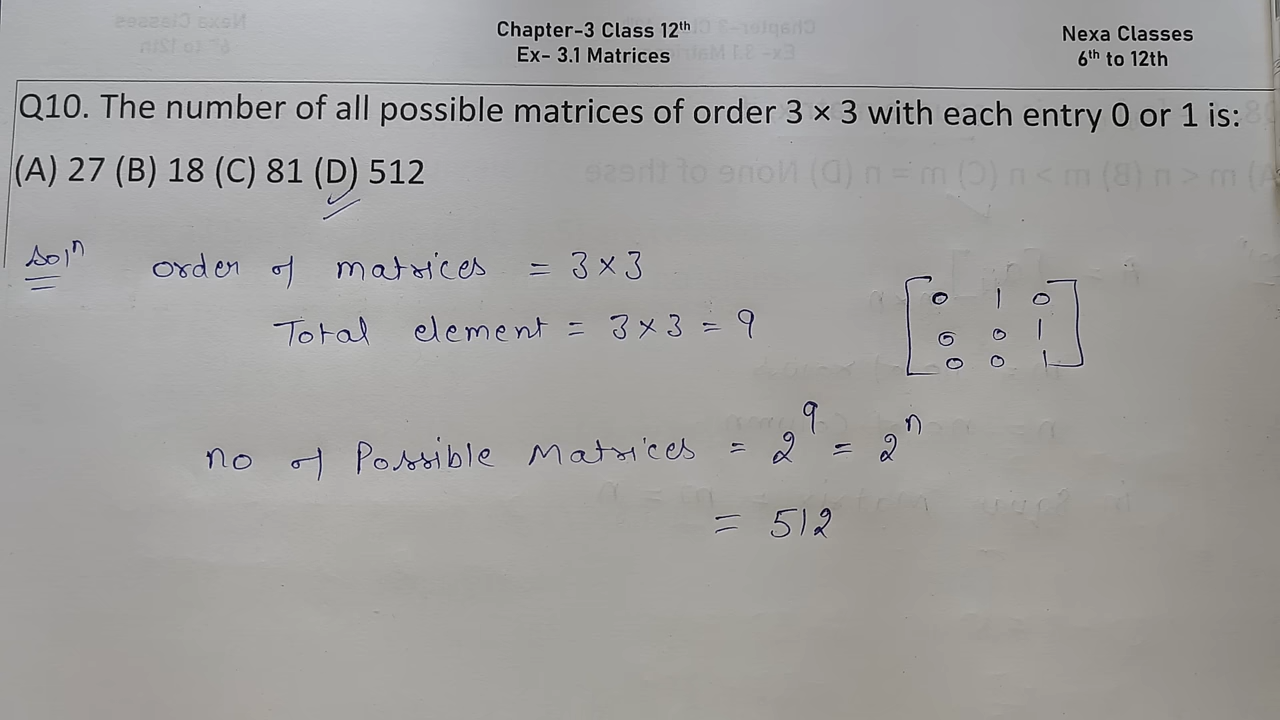 Chapter-3 Class 12th
Ex- 3.1 Matrices
Nexa Classes
6th to 12th
Q10. The number of all possible matrices of order 3 × 3 with each entry 0 or 1 is:
(A) 27 (B) 18 (C) 81 (D) 512
Solⁿ order of matrices = 3×3
Total element = 3×3 = 9
0 1 0
0 0 1
0 0 1
no of Possible Matrices = 2⁹ = 2ⁿ
= 512